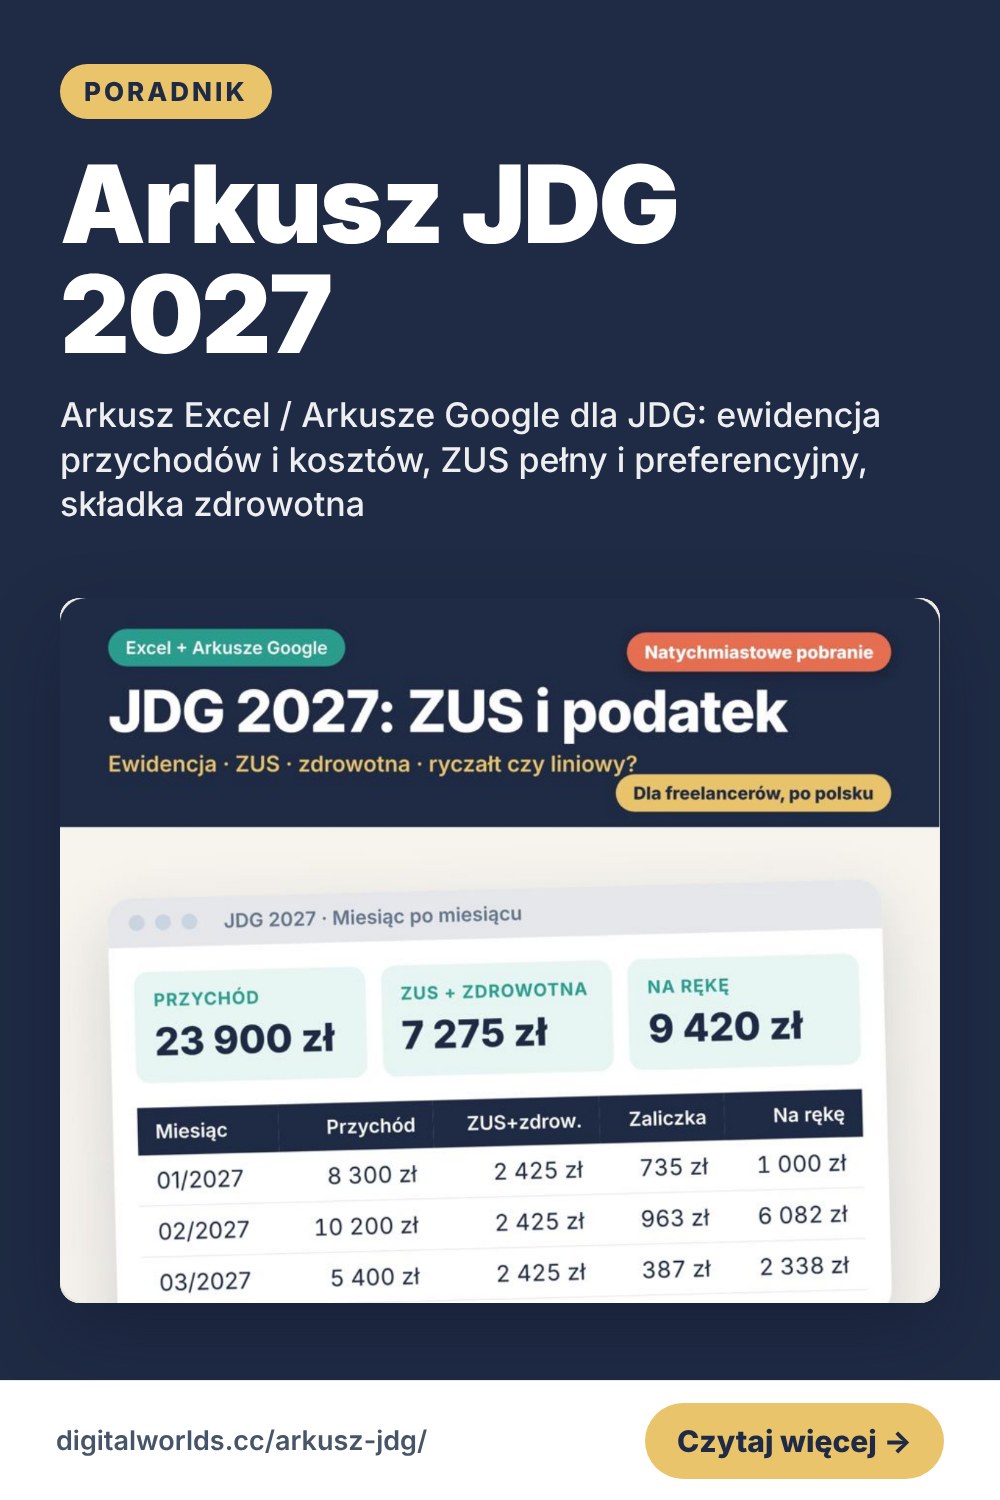 PORADNIK
Arkusz JDG
2027
Arkusz Excel / Arkusze Google dla JDG: ewidencja
przychodów i kosztów, ZUS pełny i preferencyjny,
składka zdrowotna
Excel + Arkusze Google
Natychmiastowe pobranie
JDG 2027: ZUS i podatek
Ewidencja · ZUS · zdrowotna · ryczałt czy liniowy?
Dla freelancerów, po polsku
JDG 2027 · Miesiąc po miesiącu
PRZYCHÓD ZUS + ZDROWOTNA NA RĘKĘ
23 900 zł 7 275 zł 9 420 zł
Miesiąc Przychód ZUS+zdrow. Zaliczka Na rękę
01/2027 8 300 zł 2 425 zł 735 zł 1 000 zł
02/2027 10 200 zł 2 425 zł 963 zł 6 082 zł
03/2027 5 400 zł 2 425 zł 387 zł 2 338 zł
digitalworlds.cc/arkusz-jdg/
Czytaj więcej →